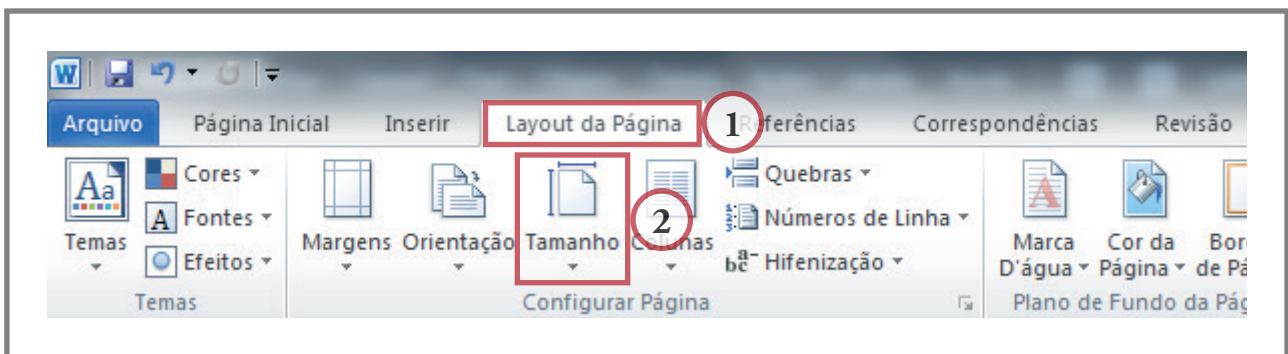 W
Arquivo Página Inicial Inserir Layout da Página 1 Referências Correspondências Revisão
Aa Cores Quebras
A Fontes 2 Números de Linha
Temas Efeitos Margens Orientação Tamanho Colunas Hifenização Marca D'água Cor da Página
Temas Configurar Página Plano de Fundo da